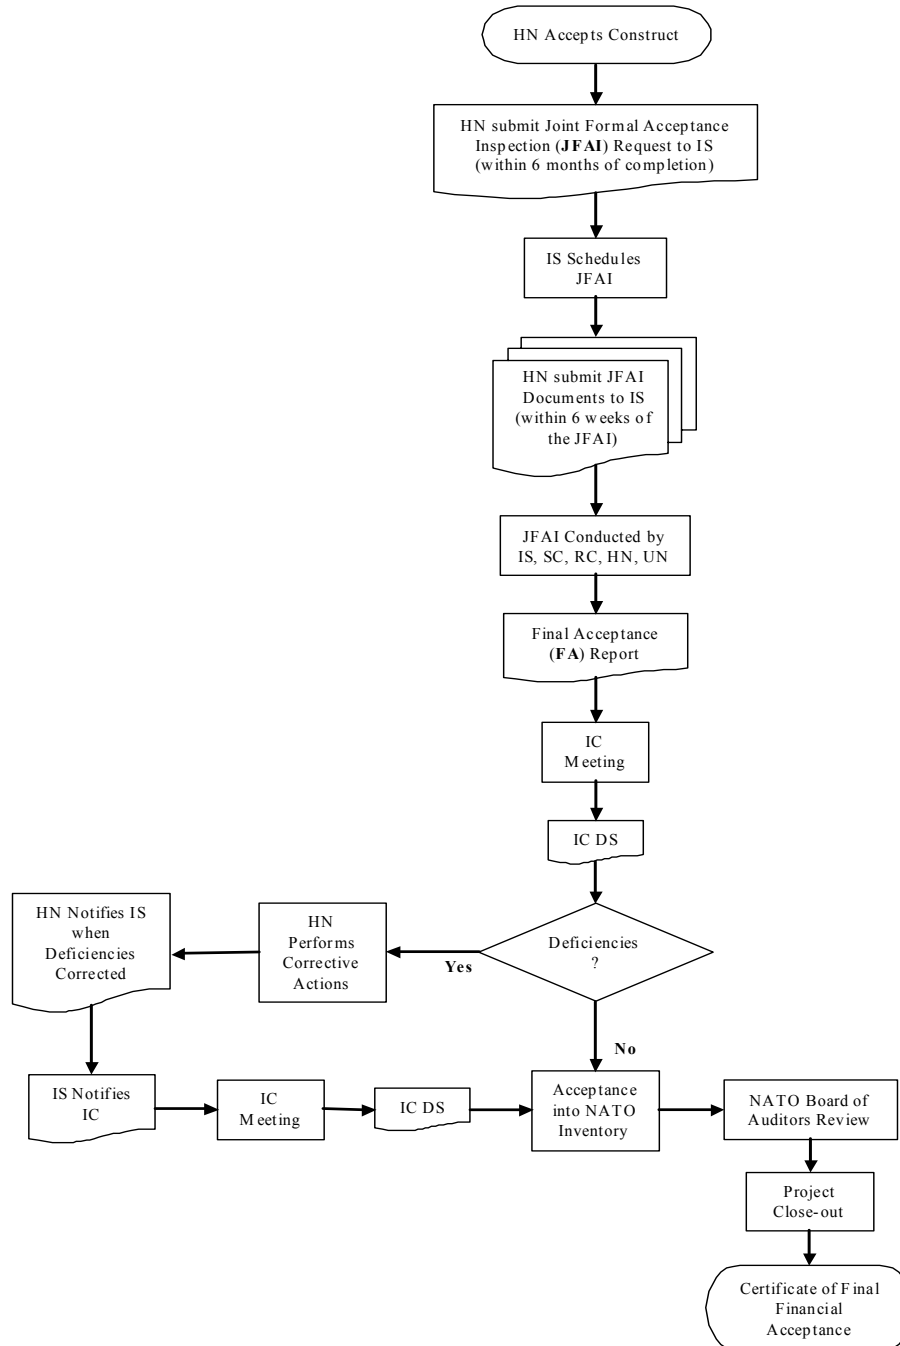 HN Accepts Construct
HN submit Joint Formal Acceptance
Inspection (JFAI) Request to IS
(within 6 months of completion)
IS Schedules
JFAI
HN submit JFAI
Documents to IS
(within 6 weeks of
the JFAI)
JFAI Conducted by
IS, SC, RC, HN, UN
Final Acceptance
(FA) Report
IC
Meeting
IC DS
Deficiencies
?
Yes
No
HN
Performs
Corrective
Actions
HN Notifies IS
when
Deficiencies
Corrected
IS Notifies
IC
IC
Meeting
IC DS
Acceptance
into NATO
Inventory
NATO Board of
Auditors Review
Project
Close-out
Certificate of Final
Financial
Acceptance